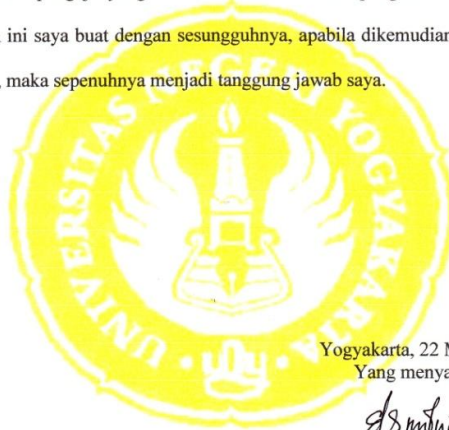 ini saya buat dengan sesungguhnya, apabila dikemudian
, maka sepenuhnya menjadi tanggung jawab saya.
UNIVERSITAS NEGERI YOGYAKARTA
Yogyakarta, 22 M
Yang menya